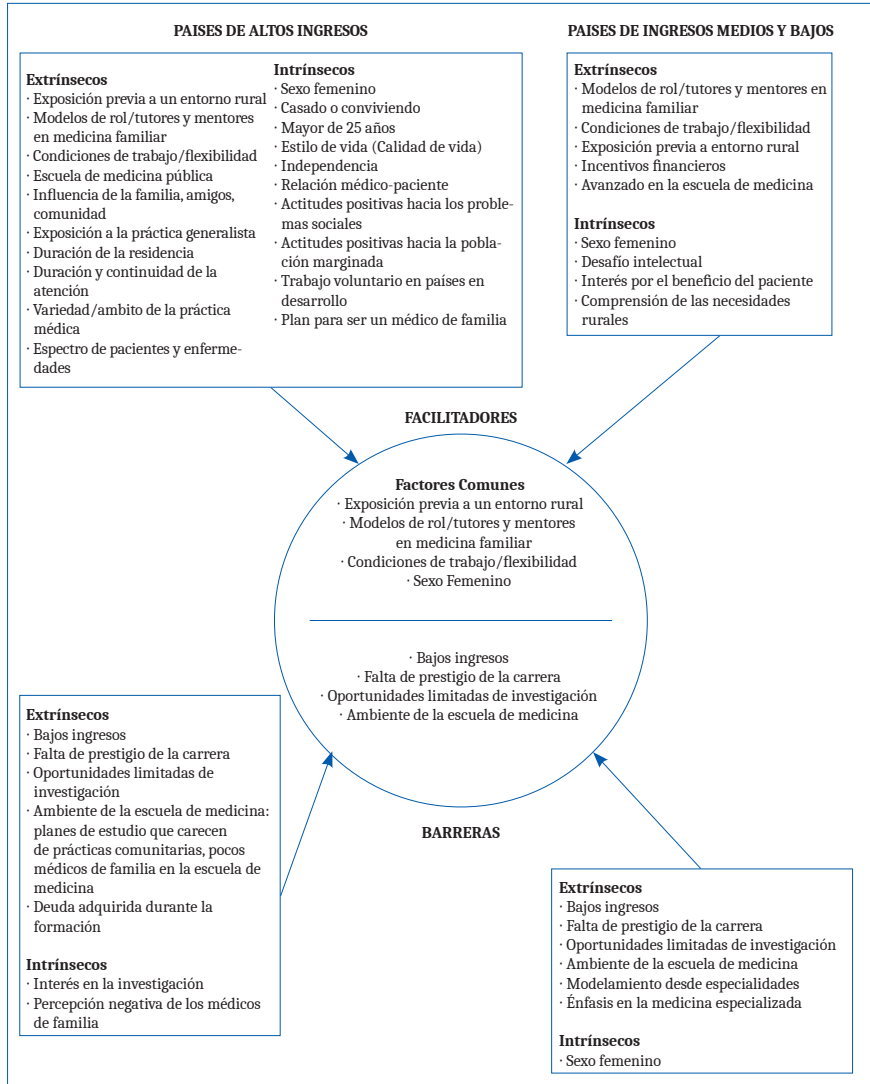 PAISES DE ALTOS INGRESOS
Extrínsecos
· Exposición previa a un entorno rural
· Modelos de rol/tutores y mentores
en medicina familiar
· Condiciones de trabajo/flexibilidad
· Escuela de medicina pública
· Influencia de la familia, amigos,
comunidad
· Exposición a la práctica generalista
· Duración de la residencia
· Duración y continuidad de la
atención
· Variedad/ambito de la práctica
médica
· Espectro de pacientes y enferme-
dades
Intrínsecos
· Sexo femenino
· Casado o conviviendo
· Mayor de 25 años
· Estilo de vida (Calidad de vida)
· Independencia
· Relación médico-paciente
· Actitudes positivas hacia los proble-
mas sociales
· Actitudes positivas hacia la pobla-
ción marginada
· Trabajo voluntario en países en
desarrollo
· Plan para ser un médico de familia
PAISES DE INGRESOS MEDIOS Y BAJOS
Extrínsecos
· Modelos de rol/tutores y mentores en
medicina familiar
· Condiciones de trabajo/flexibilidad
· Exposición previa a entorno rural
· Incentivos financieros
· Avanzado en la escuela de medicina
Intrínsecos
· Sexo femenino
· Desafío intelectual
· Interés por el beneficio del paciente
· Comprensión de las necesidades
rurales
FACILITADORES
Factores Comunes
· Exposición previa a un entorno rural
· Modelos de rol/tutores y mentores
en medicina familiar
· Condiciones de trabajo/flexibilidad
· Sexo Femenino
· Bajos ingresos
· Falta de prestigio de la carrera
· Oportunidades limitadas de investigación
· Ambiente de la escuela de medicina
BARRERAS
Extrínsecos
· Bajos ingresos
· Falta de prestigio de la carrera
· Oportunidades limitadas de
investigación
· Ambiente de la escuela de medicina:
planes de estudio que carecen
de prácticas comunitarias, pocos
médicos de familia en la escuela de
medicina
· Deuda adquirida durante la
formación
Intrínsecos
· Interés en la investigación
· Percepción negativa de los médicos
de familia
Extrínsecos
· Bajos ingresos
· Falta de prestigio de la carrera
· Oportunidades limitadas de investigación
· Ambiente de la escuela de medicina
· Modelamiento desde especialidades
· Énfasis en la medicina especializada
Intrínsecos
· Sexo femenino